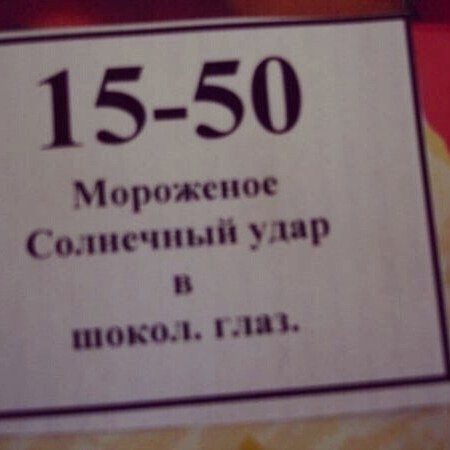 15-50
Мороженое
Солнечный удар
в
шокол. глаз.